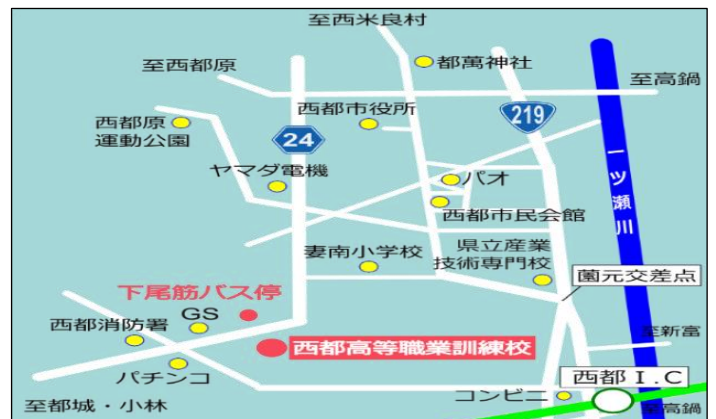 至西米良村
都萬神社
至西都原
至高鍋
西都市役所
219
西都原
運動公園
24
ヤマダ電機
パオ
一ツ瀬川
西都市民会館
妻南小学校
県立産業
技術専門校
薗元交差点
下尾筋バス停
GS
西都消防署
至新富
西都高等職業訓練校
パチンコ
西都I.C
コンビニ
至都城・小林
至高鍋